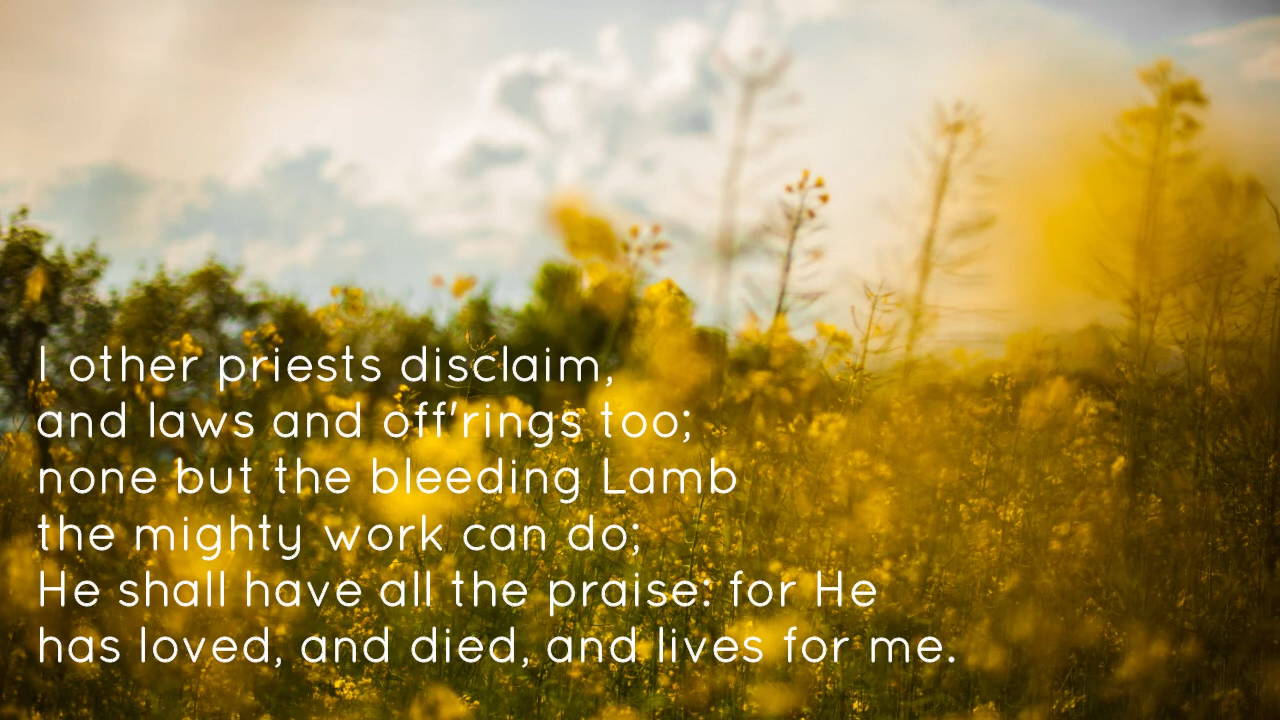 I other priests disclaim,
and laws and off'rings too;
none but the bleeding Lamb
the mighty work can do;
He shall have all the praise: for He
has loved, and died, and lives for me.